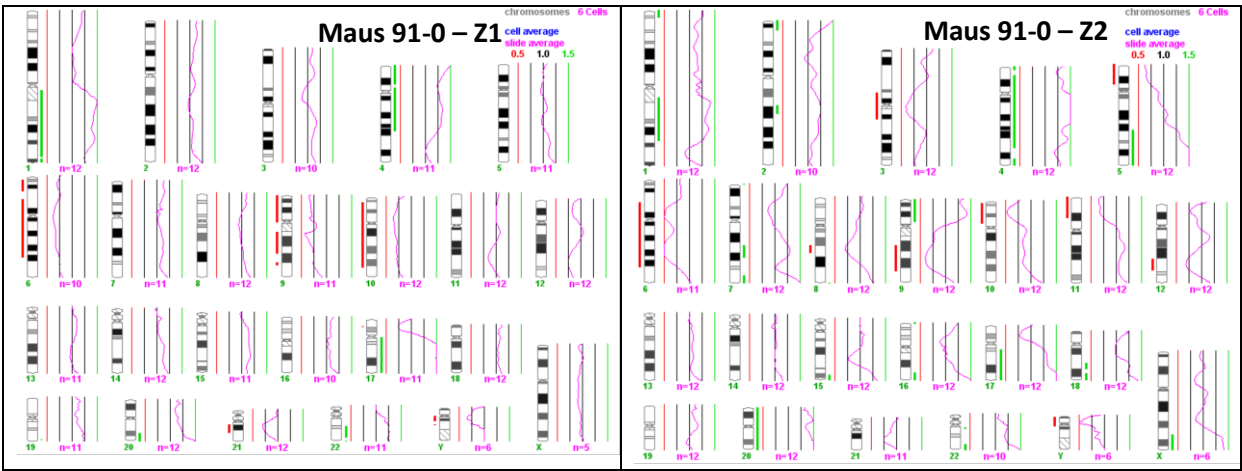 Maus 91-0 – Z1
chromosomes 6 Cells
cell average
slide average
0.5 1.0 1.5
1 n=12
2 n=12
3 n=10
4 n=11
5 n=11
6 n=10
7 n=11
8 n=12
9 n=11
10 n=12
11 n=12
12 n=12
13 n=11
14 n=12
15 n=11
16 n=10
17 n=11
18 n=12
19 n=11
20 n=12
21 n=12
22 n=11
Y n=6
X n=5
Maus 91-0 – Z2
chromosomes 6 Cells
cell average
slide average
0.5 1.0 1.5
1 n=12
2 n=10
3 n=12
4 n=12
5 n=12
6 n=11
7 n=12
8 n=12
9 n=12
10 n=12
11 n=12
12 n=12
13 n=12
14 n=12
15 n=12
16 n=12
17 n=12
18 n=12
19 n=12
20 n=12
21 n=11
22 n=10
Y n=6
X n=6